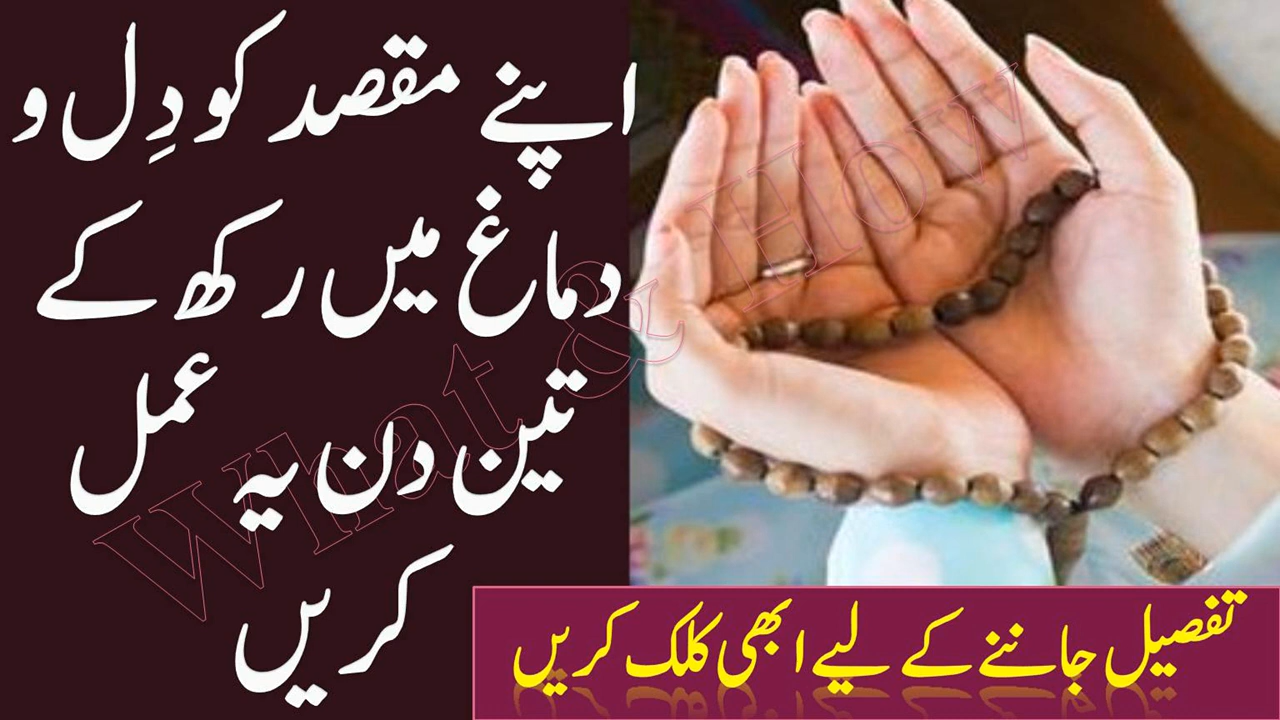 اپنے مقصد کو دِل و
دماغ میں رکھ کے
تین دن یہ عمل
کریں
What & How
تفصیل جاننے کے لیے ابھی کلک کریں